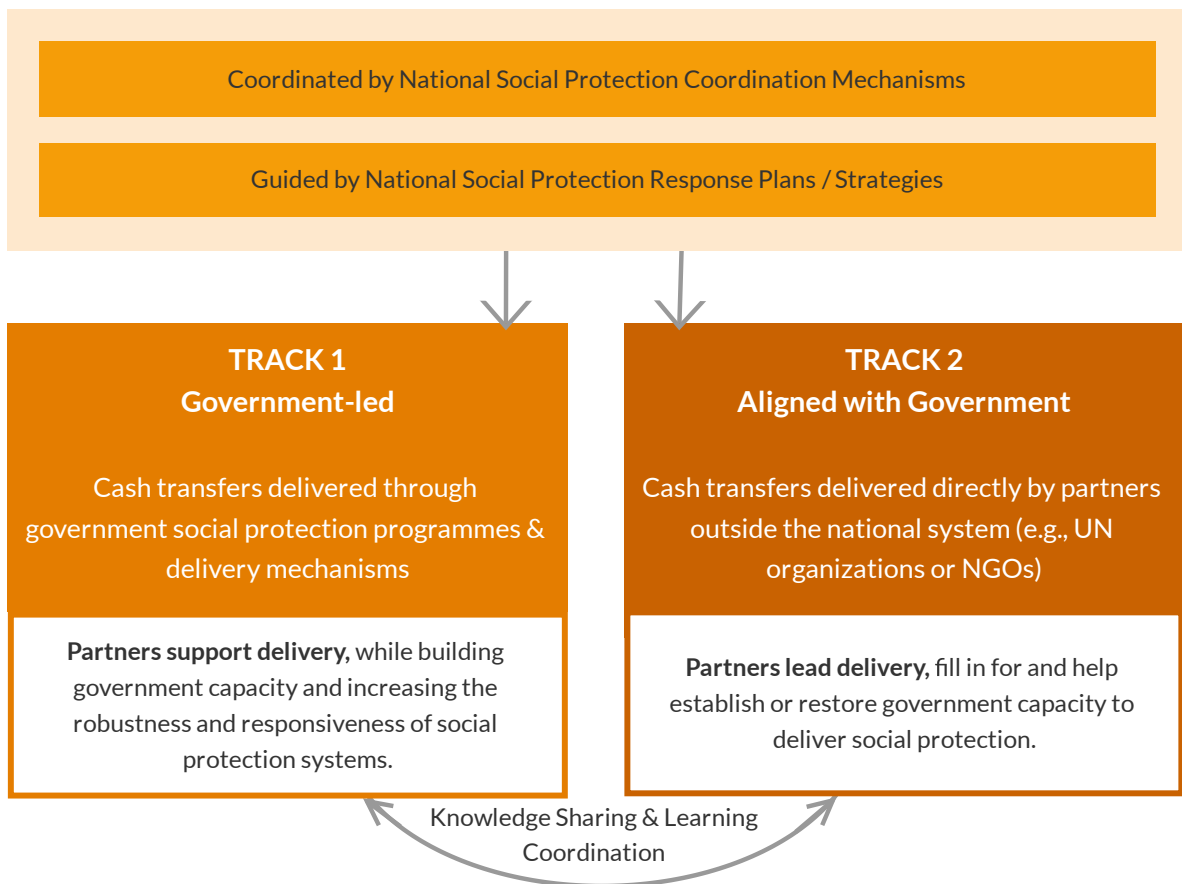 Coordinated by National Social Protection Coordination Mechanisms
Guided by National Social Protection Response Plans / Strategies
TRACK 1
Government-led
Cash transfers delivered through
government social protection programmes &
delivery mechanisms
Partners support delivery, while building
government capacity and increasing the
robustness and responsiveness of social
protection systems.
TRACK 2
Aligned with Government
Cash transfers delivered directly by partners
outside the national system (e.g., UN
organizations or NGOs)
Partners lead delivery, fill in for and help
establish or restore government capacity to
deliver social protection.
Knowledge Sharing & Learning
Coordination